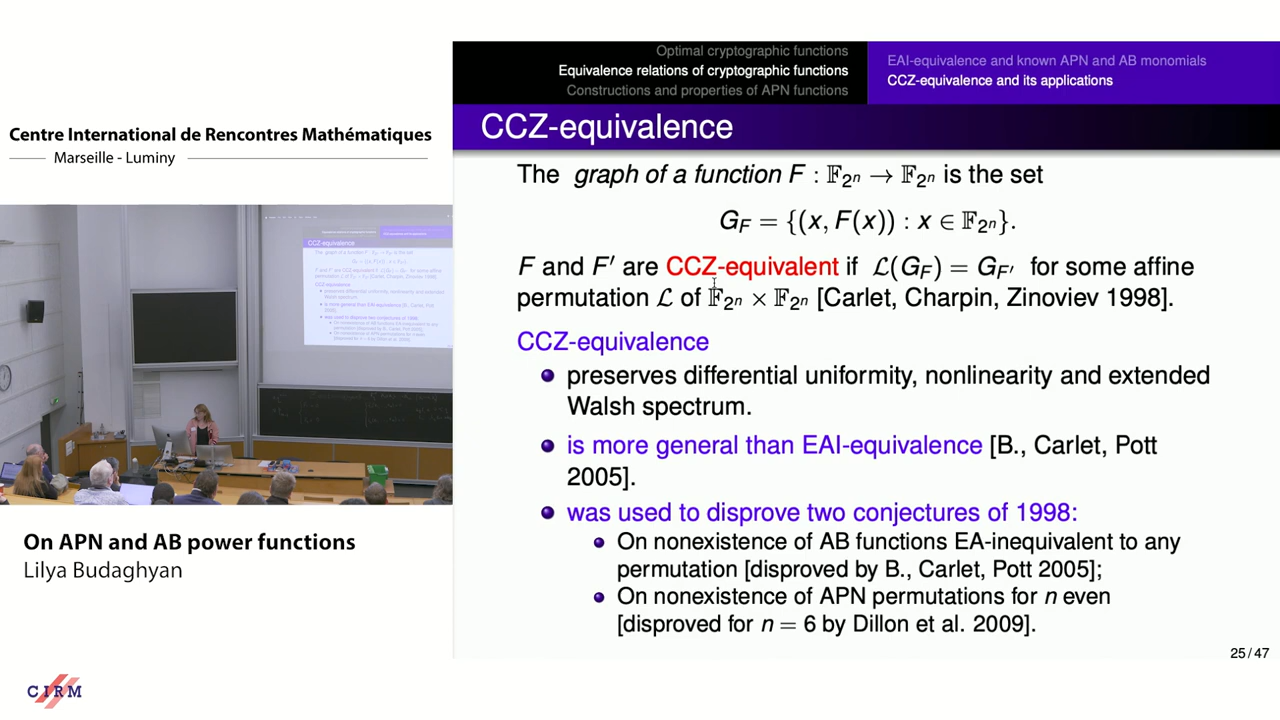 Optimal cryptographic functions
Equivalence relations of cryptographic functions
Constructions and properties of APN functions
EAI-equivalence and known APN and AB monomials
CCZ-equivalence and its applications
Centre International de Rencontres Mathématiques
Marseille - Luminy
CCZ-equivalence
The graph of a function F : 𝔽₂ⁿ → 𝔽₂ⁿ is the set
G_F = {(x, F(x)) : x ∈ 𝔽₂ⁿ}.
F and F′ are CCZ-equivalent if ℒ(G_F) = G_F′ for some affine
permutation ℒ of 𝔽₂ⁿ × 𝔽₂ⁿ [Carlet, Charpin, Zinoviev 1998].
CCZ-equivalence
preserves differential uniformity, nonlinearity and extended
Walsh spectrum.
is more general than EAI-equivalence [B., Carlet, Pott
2005].
was used to disprove two conjectures of 1998:
On nonexistence of AB functions EA-inequivalent to any
permutation [disproved by B., Carlet, Pott 2005];
On nonexistence of APN permutations for n even
[disproved for n = 6 by Dillon et al. 2009].
25 / 47
CCZ-equivalence
On APN and AB power functions
Lilya Budaghyan
CIRM